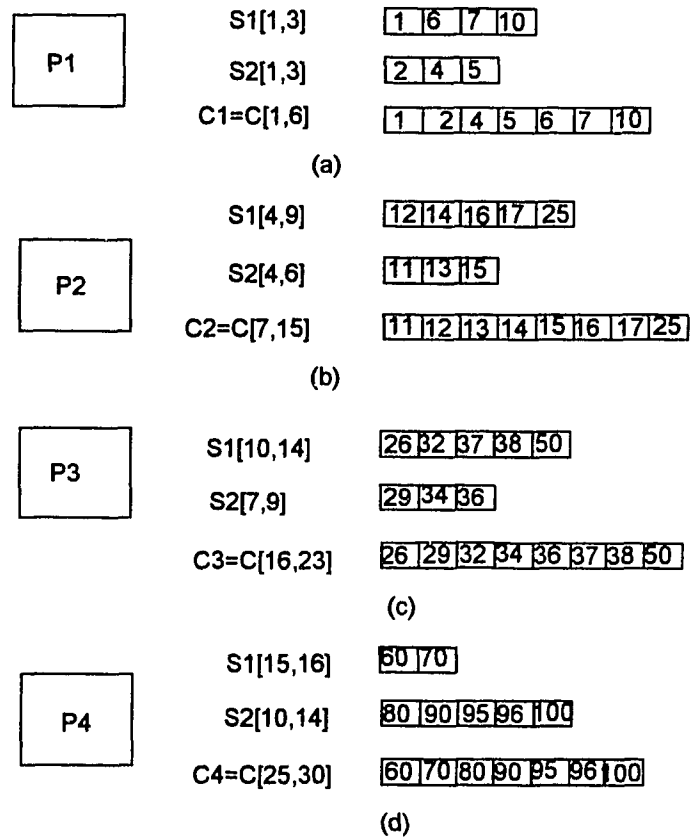 S1[1,3] 1 6 7 10
P1
S2[1,3] 2 4 5
C1=C[1,6] 1 2 4 5 6 7 10
(a)
S1[4,9] 12 14 16 17 25
P2
S2[4,6] 11 13 15
C2=C[7,15] 11 12 13 14 15 16 17 25
(b)
S1[10,14] 26 32 37 38 50
P3
S2[7,9] 29 34 36
C3=C[16,23] 26 29 32 34 36 37 38 50
(c)
S1[15,16] 60 70
P4
S2[10,14] 80 90 95 96 100
C4=C[25,30] 60 70 80 90 95 96 100
(d)